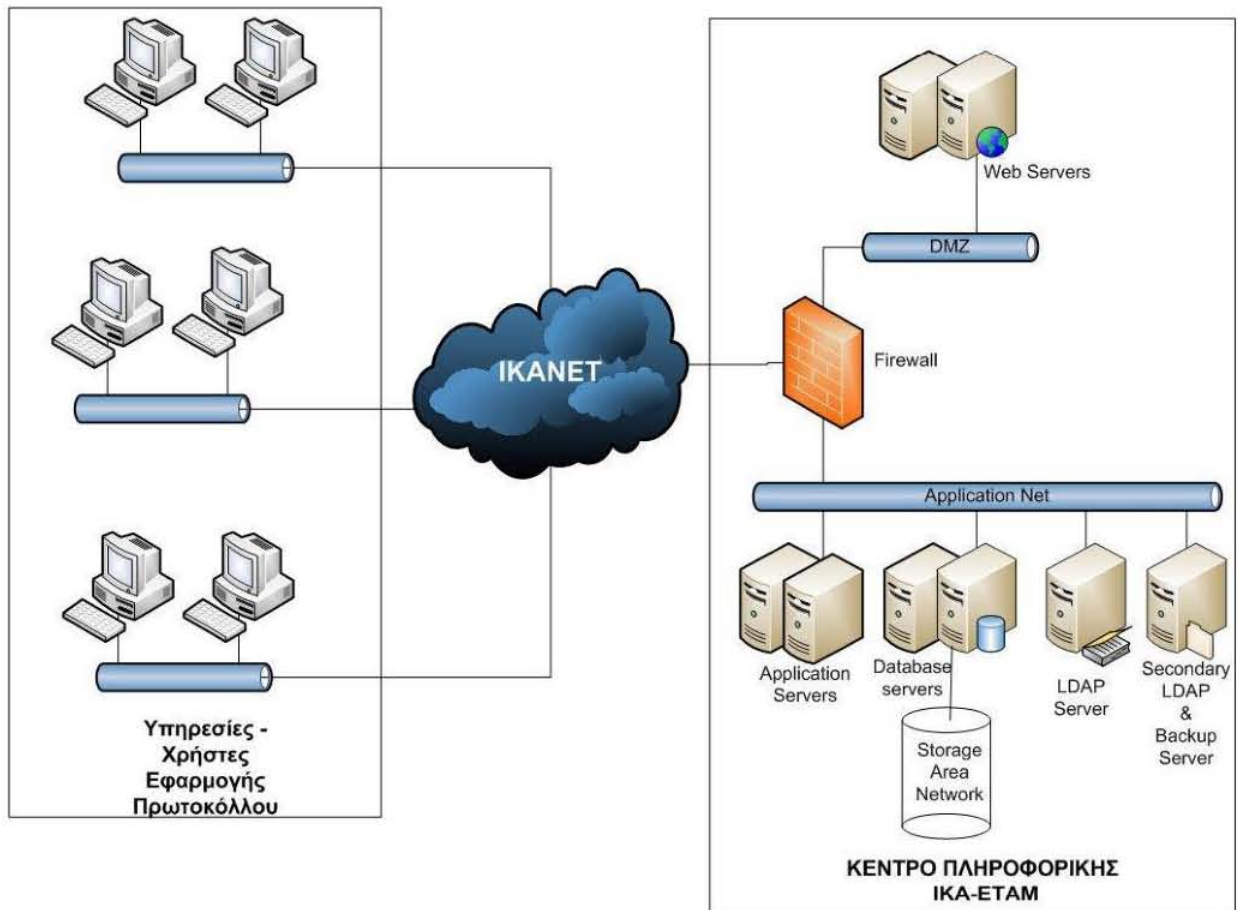 Web Servers
DMZ
IKANET
Firewall
Application Net
Application
Servers
Database
servers
LDAP
Server
Secondary
LDAP
&
Backup
Server
Storage
Area
Network
Υπηρεσίες -
Χρήστες
Εφαρμογής
Πρωτοκόλλου
ΚΕΝΤΡΟ ΠΛΗΡΟΦΟΡΙΚΗΣ
ΙΚΑ-ΕΤΑΜ